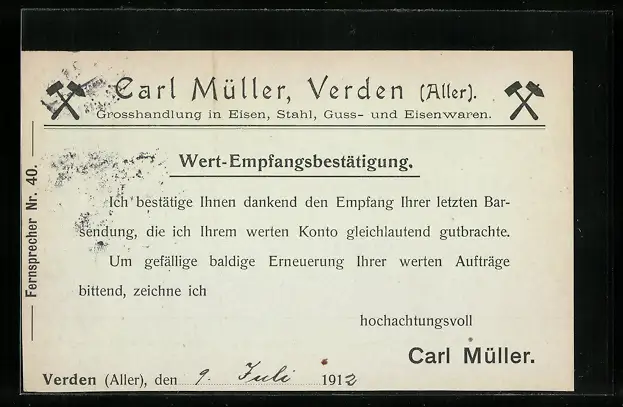 Carl Müller, Verden (Aller).
Grosshandlung in Eisen, Stahl, Guss- und Eisenwaren.
Fernsprecher Nr. 40.
Wert-Empfangsbestätigung.
Ich bestätige Ihnen dankend den Empfang Ihrer letzten Bar-
sendung, die ich Ihrem werten Konto gleichlautend gutbrachte.
Um gefällige baldige Erneuerung Ihrer werten Aufträge
bittend, zeichne ich
hochachtungsvoll
Carl Müller.
Verden (Aller), den 9. Juli 1912